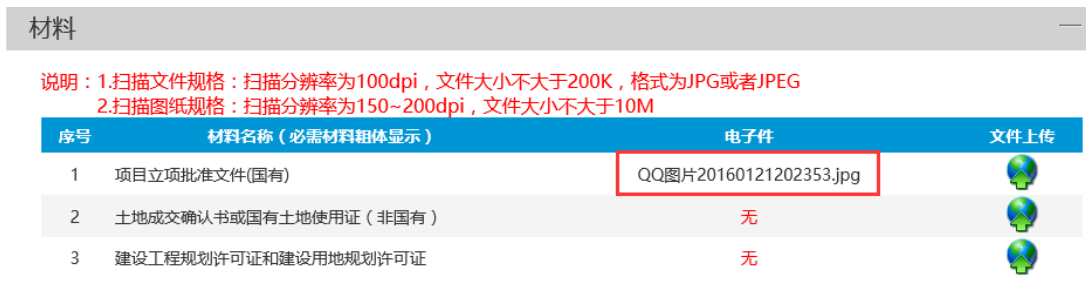 材料
说明：1.扫描文件规格：扫描分辨率为100dpi，文件大小不大于200K，格式为JPG或者JPEG
2.扫描图纸规格：扫描分辨率为150~200dpi，文件大小不大于10M
序号 材料名称（必需材料粗体显示） 电子件 文件上传
1 项目立项批准文件(国有) QQ图片20160121202353.jpg
2 土地成交确认书或国有土地使用证（非国有） 无
3 建设工程规划许可证和建设用地规划许可证 无